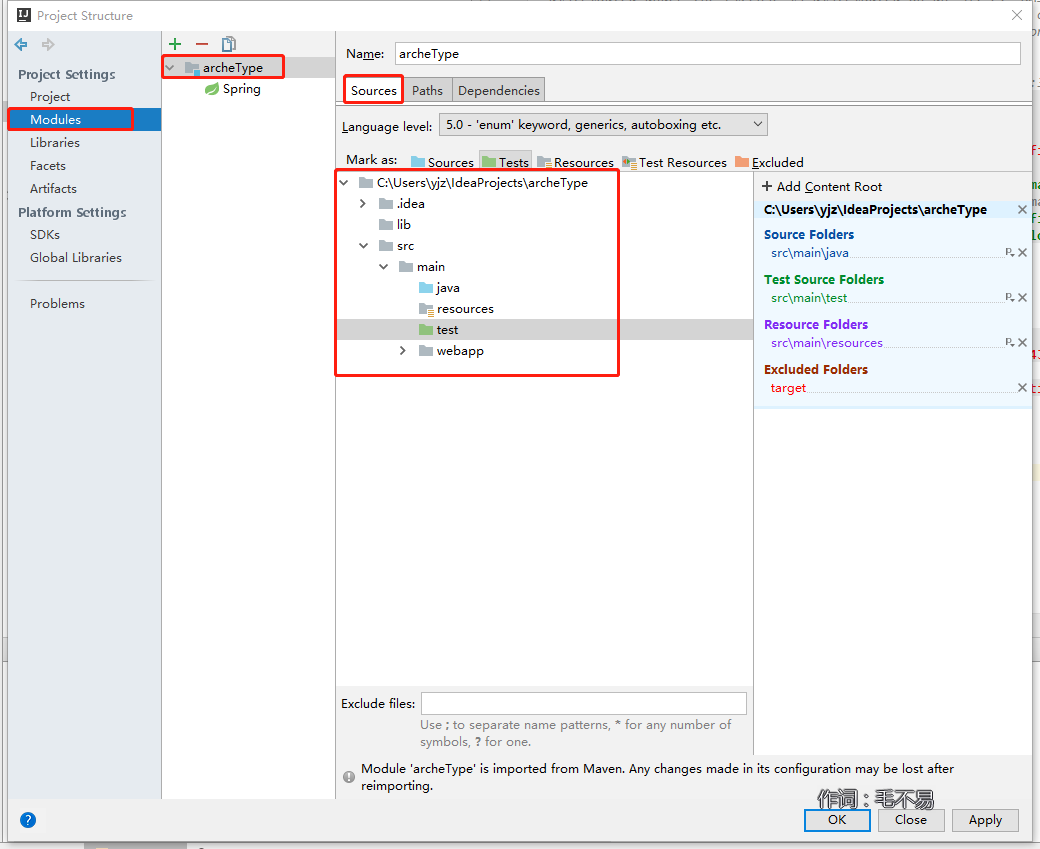 Project Structure
Project Settings
Project
Modules
Libraries
Facets
Artifacts
Platform Settings
SDKs
Global Libraries
Problems
archeType
Spring
Name: archeType
Sources Paths Dependencies
Language level: 5.0 - 'enum' keyword, generics, autoboxing etc.
Mark as: Sources Tests Resources Test Resources Excluded
C:\Users\yjz\IdeaProjects\archeType
.idea
lib
src
main
java
resources
test
webapp
+ Add Content Root
C:\Users\yjz\IdeaProjects\archeType
Source Folders
src\main\java
Test Source Folders
src\main\test
Resource Folders
src\main\resources
Excluded Folders
target
Exclude files:
Use ; to separate name patterns, * for any number of
symbols, ? for one.
Module 'archeType' is imported from Maven. Any changes made in its configuration may be lost after
reimporting.
作词：毛不易
OK Close Apply